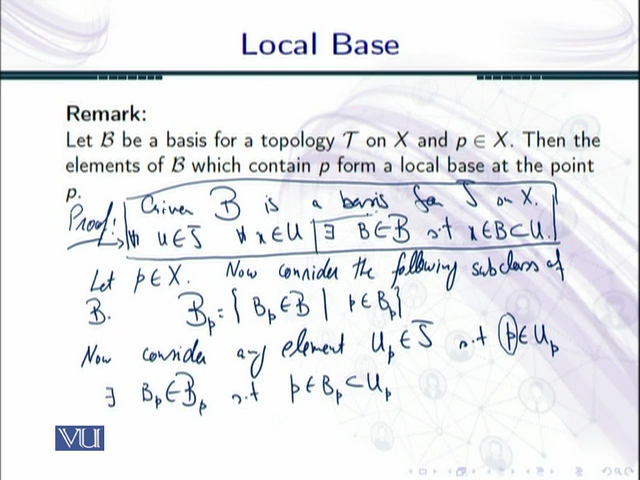 Local Base
Remark:
Let ℬ be a basis for a topology 𝒯 on X and p ∈ X. Then the
elements of ℬ which contain p form a local base at the point
p.
Proof: Given ℬ is a basis for 𝒯 on X.
∀ U∈𝒯 ∀ x∈U ∃ B∈ℬ s.t x∈B⊂U.
Let p∈X. Now consider the following subclass of
ℬ. ℬp = { Bp∈ℬ | p∈Bp}
Now consider any element Up∈𝒯 s.t p∈Up
∃ Bp∈ℬp s.t p∈Bp⊂Up
VU